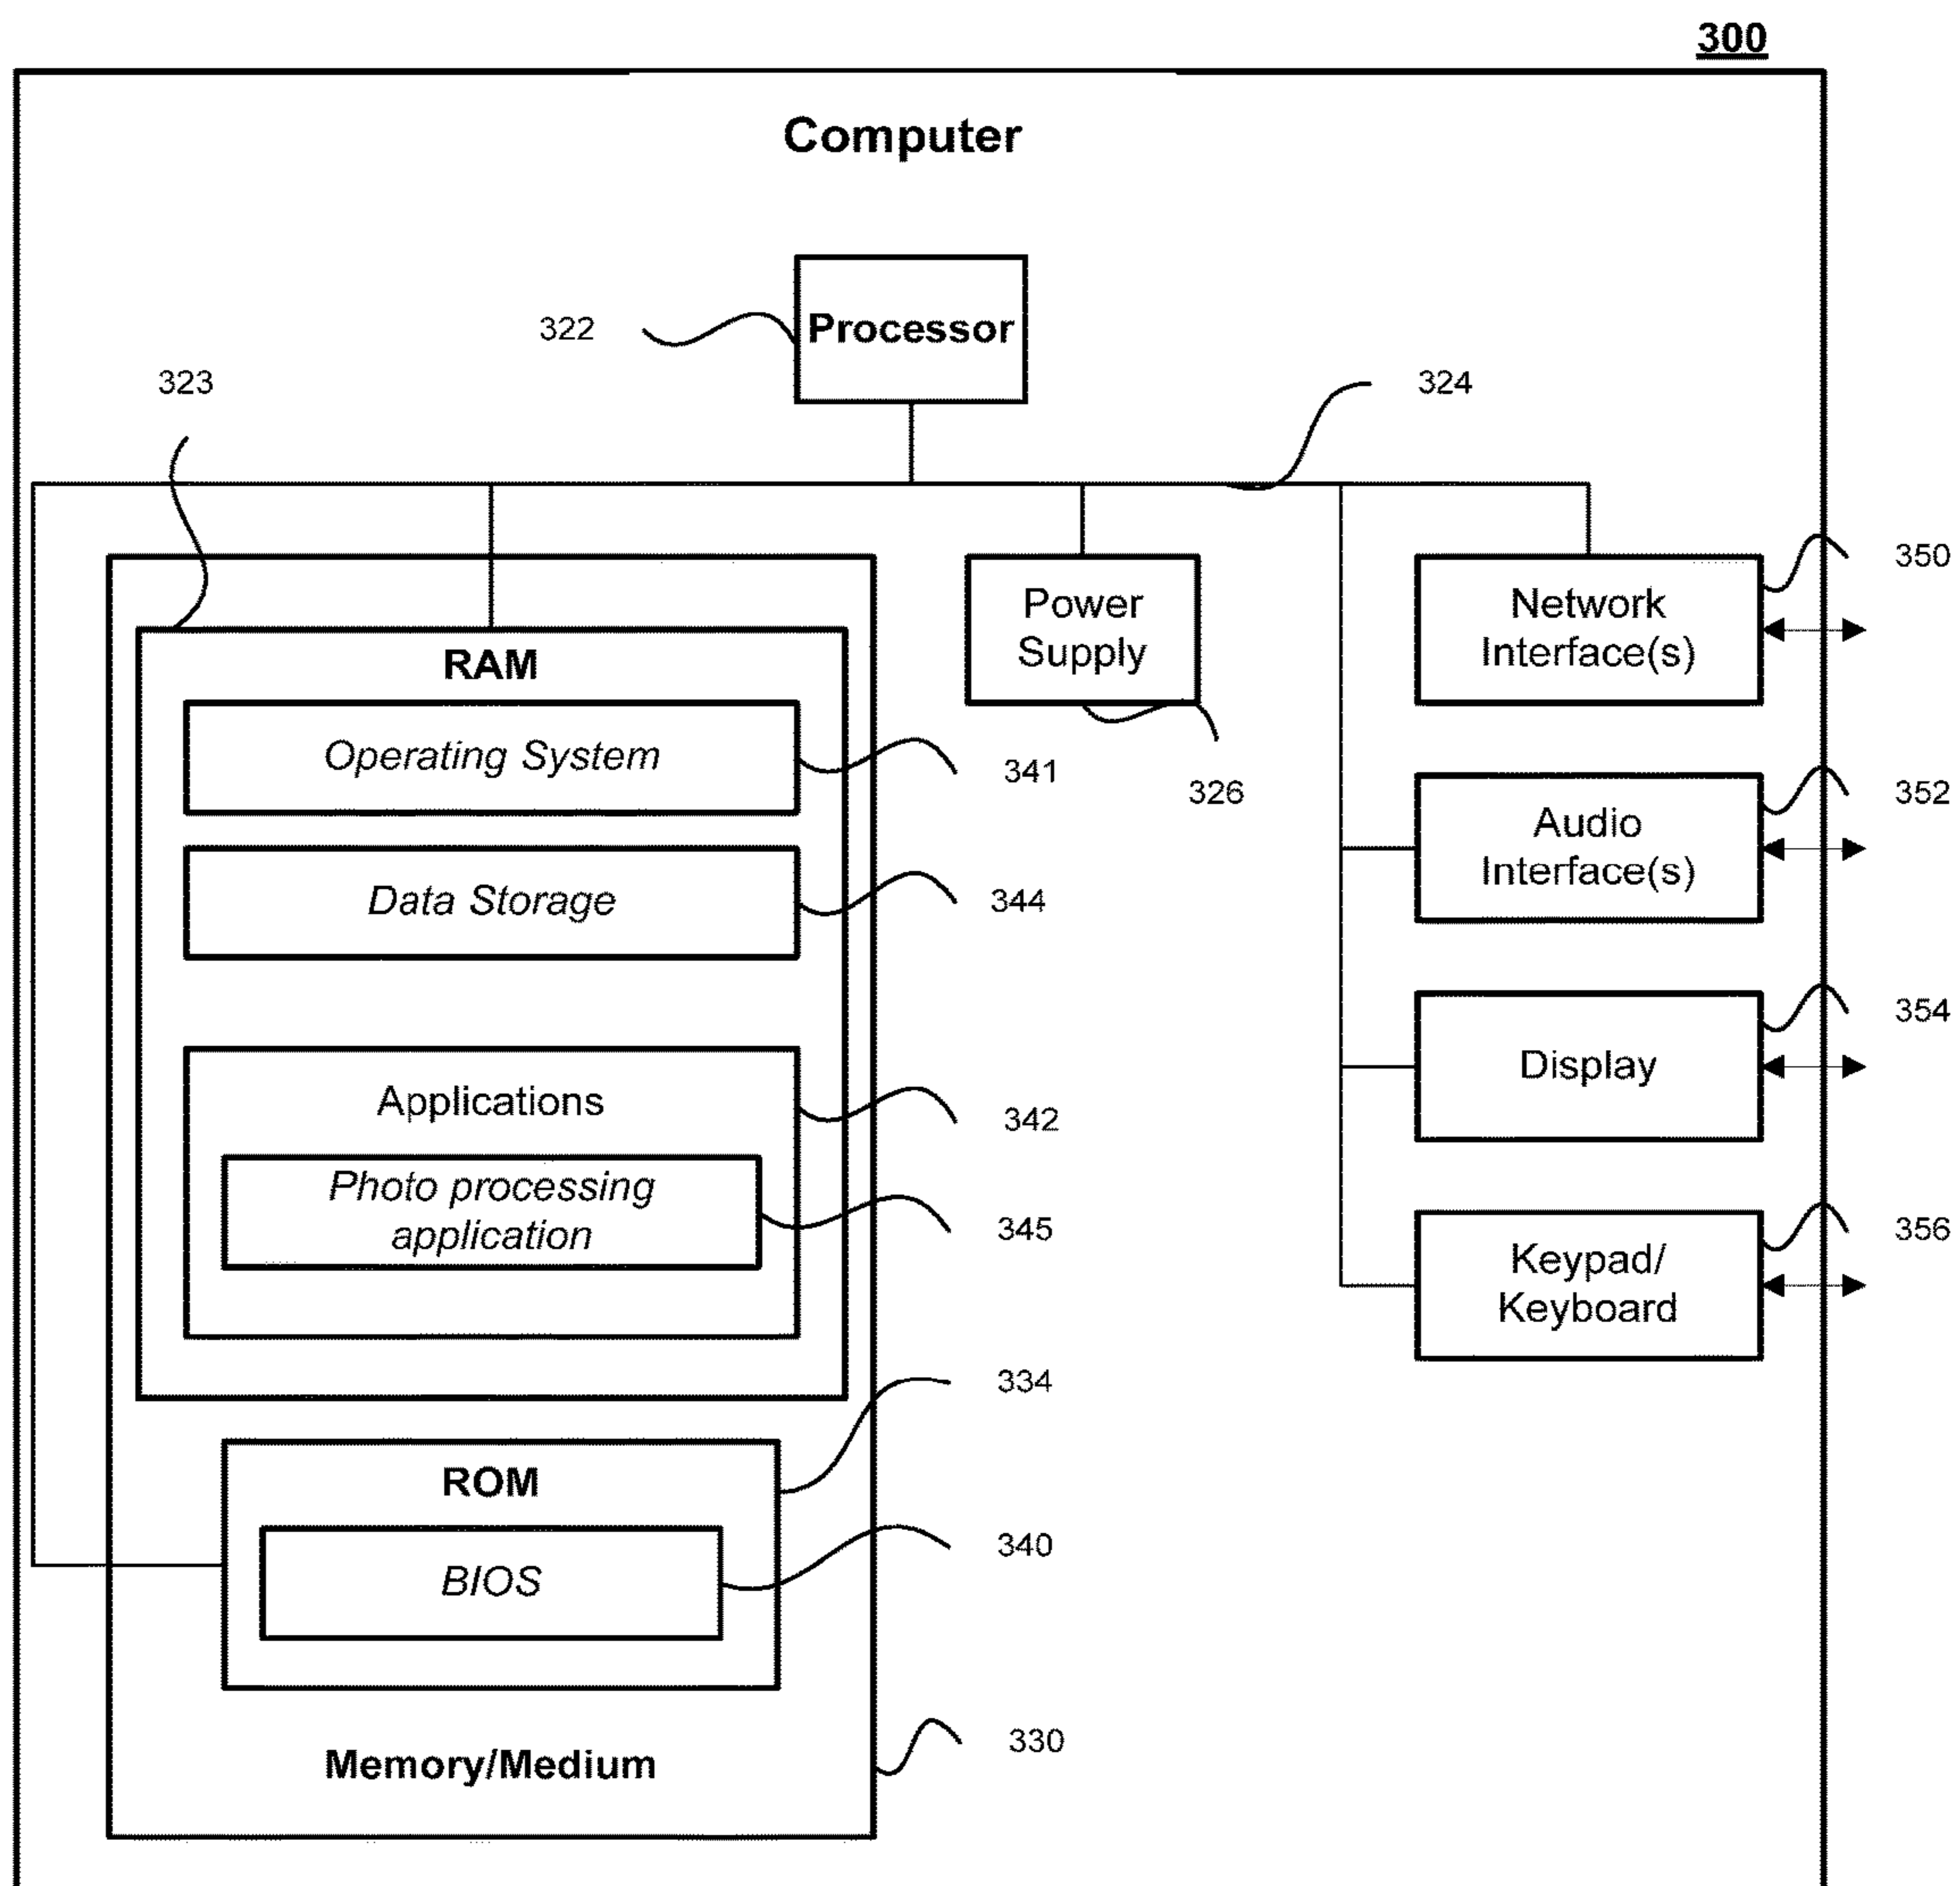 300
Computer
322
Processor
323
324
350
Network
Interface(s)
Power
Supply
326
RAM
Operating System
341
352
Audio
Interface(s)
Data Storage
344
354
Display
Applications
342
Photo processing
application
345
356
Keypad/
Keyboard
334
ROM
340
BIOS
330
Memory/Medium